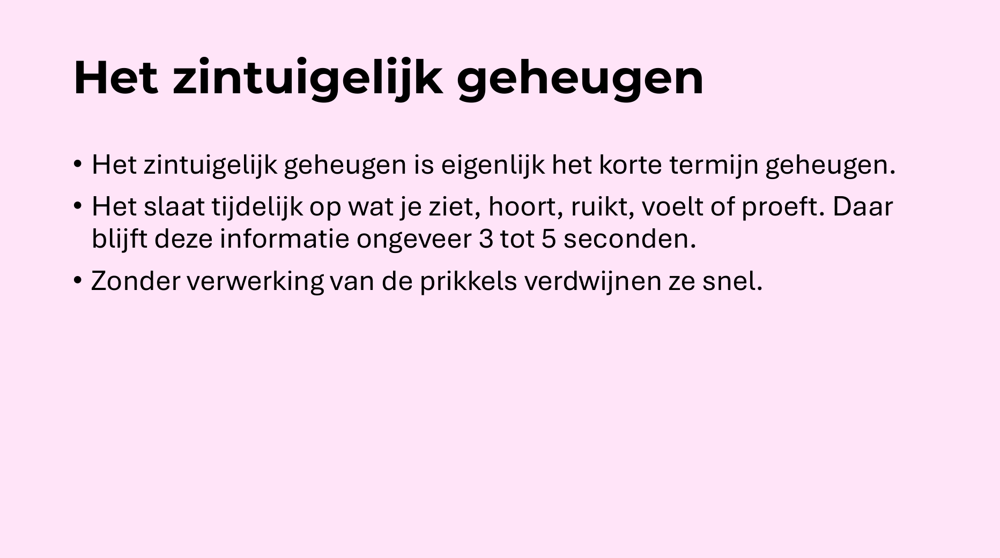 Het zintuigelijk geheugen
• Het zintuigelijk geheugen is eigenlijk het korte termijn geheugen.
• Het slaat tijdelijk op wat je ziet, hoort, ruikt, voelt of proeft. Daar
blijft deze informatie ongeveer 3 tot 5 seconden.
• Zonder verwerking van de prikkels verdwijnen ze snel.